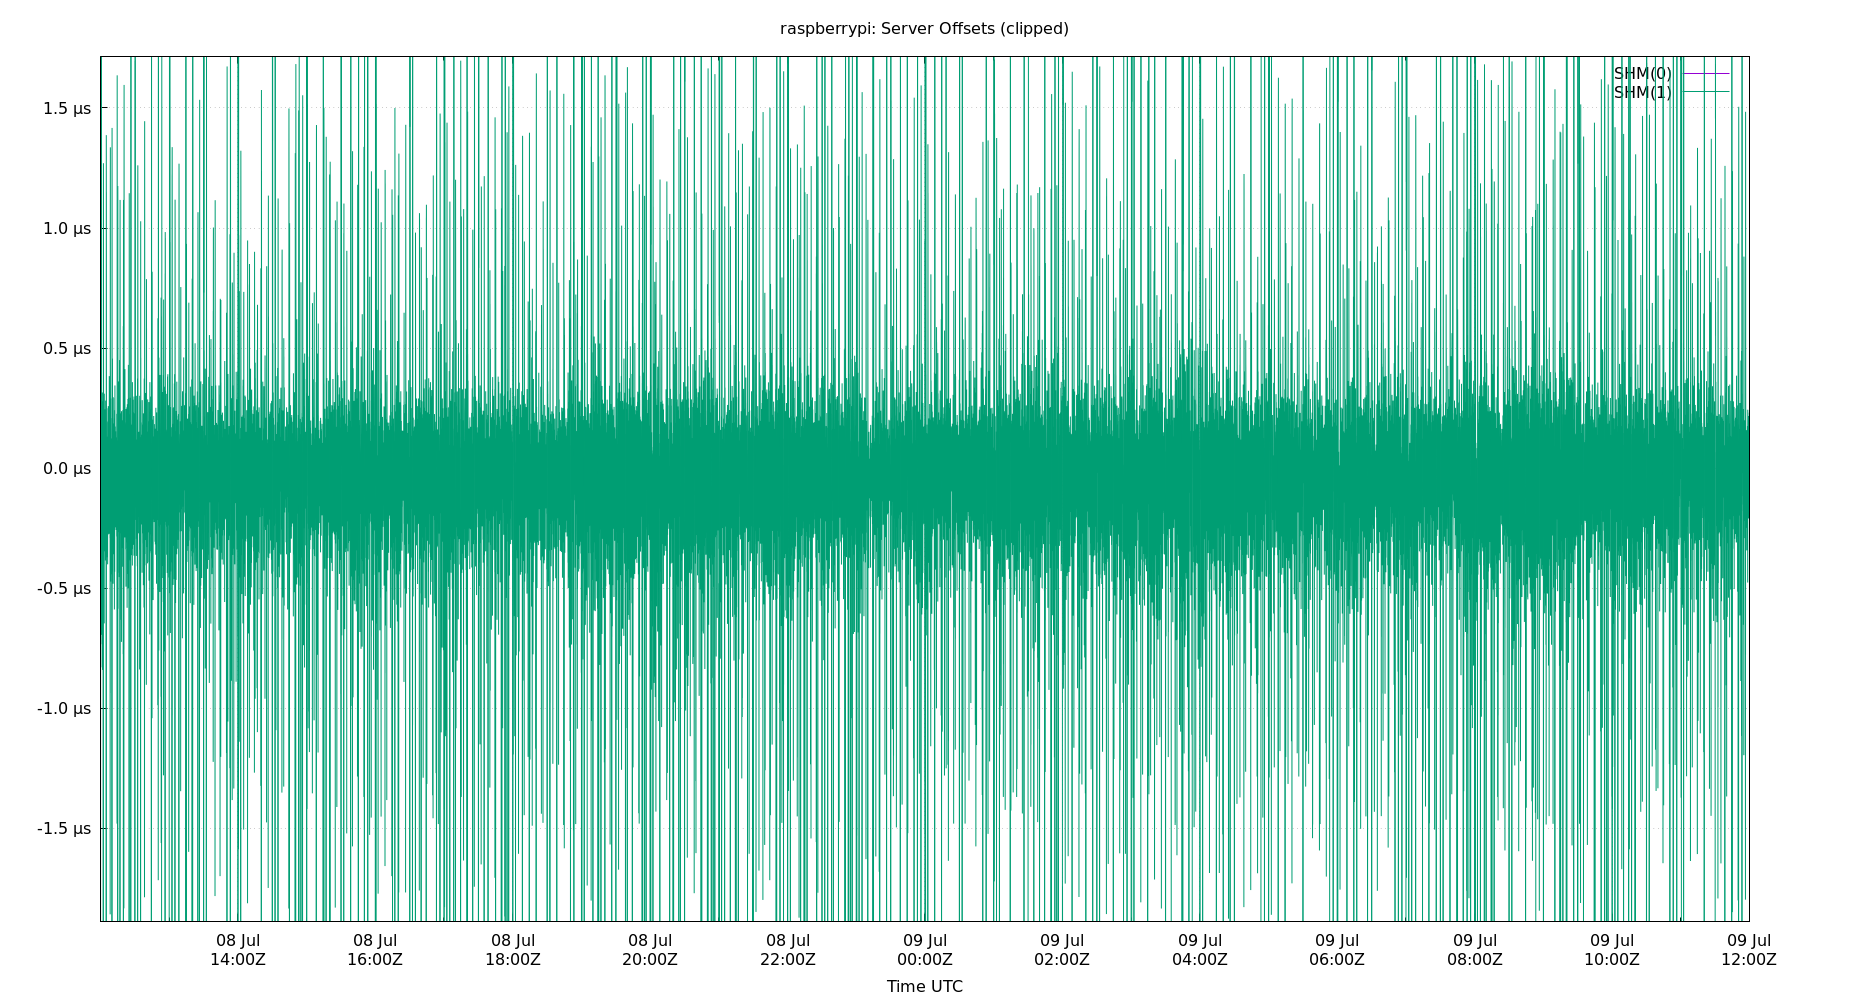 raspberrypi: Server Offsets (clipped)
SHM(0)
SHM(1)
1.5 µs
1.0 µs
0.5 µs
0.0 µs
-0.5 µs
-1.0 µs
-1.5 µs
08 Jul 08 Jul 08 Jul 08 Jul 08 Jul 09 Jul 09 Jul 09 Jul 09 Jul 09 Jul 09 Jul 09 Jul
14:00Z 16:00Z 18:00Z 20:00Z 22:00Z 00:00Z 02:00Z 04:00Z 06:00Z 08:00Z 10:00Z 12:00Z
Time UTC